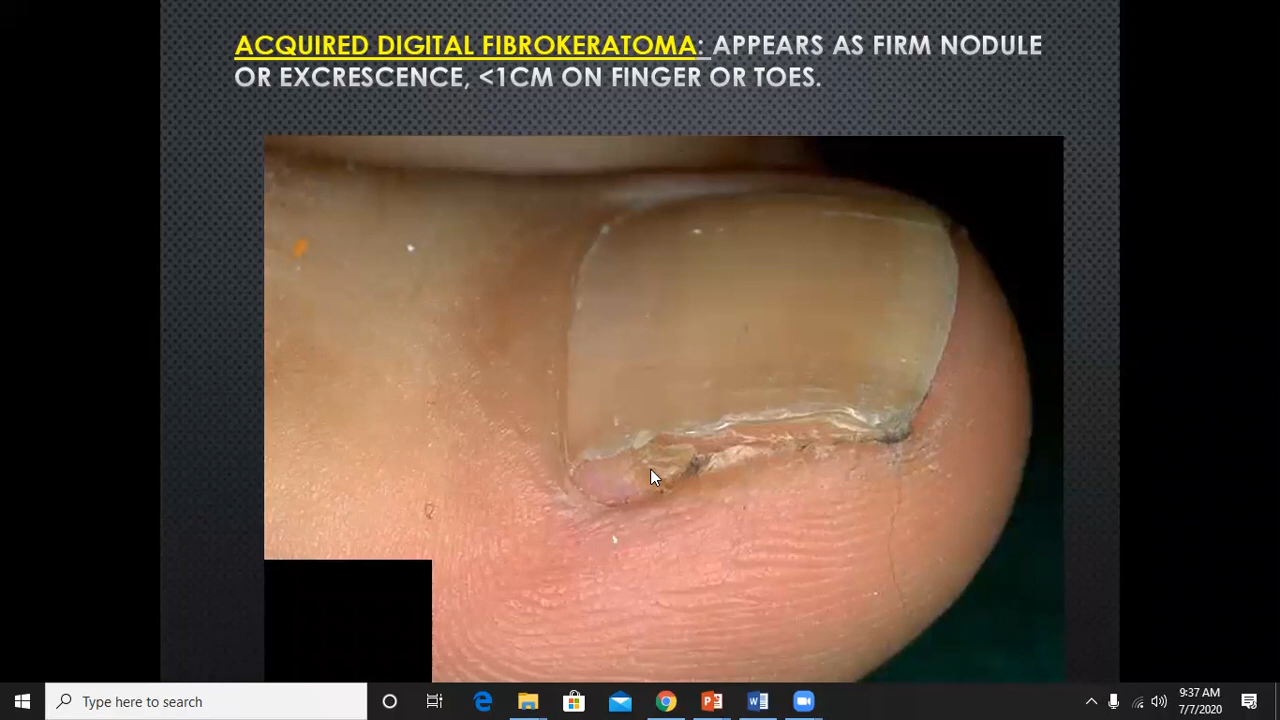 ACQUIRED DIGITAL FIBROKERATOMA: APPEARS AS FIRM NODULE
OR EXCRESCENCE, <1CM ON FINGER OR TOES.
Type here to search
9:37 AM
7/7/2020